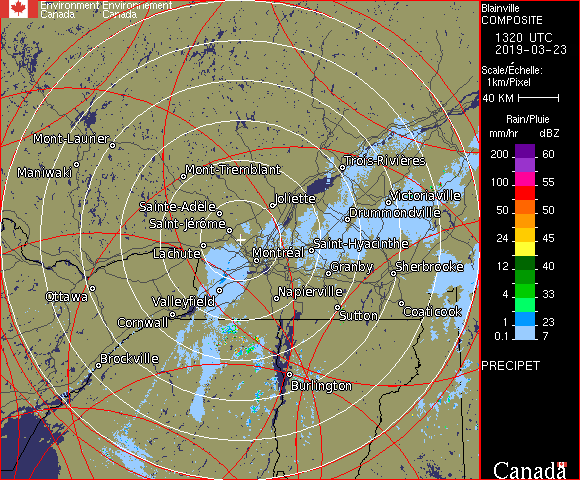 Environment Environnement
Canada Canada
Blainville
COMPOSITE
1320 UTC
2019-03-23
Scale/Échelle:
1km/Pixel
40 KM
Rain/Pluie
mm/hr dBZ
200 60
100 55
50 50
24 45
12 40
4 33
1 23
0.1 7
PRECIPET
Canada
Mont-Laurier
Maniwaki
Mont-Tremblant
Trois-Rivières
Joliette
Victoriaville
Sainte-Adèle
Drummondville
Saint-Jérôme
Saint-Hyacinthe
Lachute
Montréal
Granby
Sherbrooke
Ottawa
Valleyfield
Napierville
Cornwall
Sutton
Coaticook
Brockville
Burlington